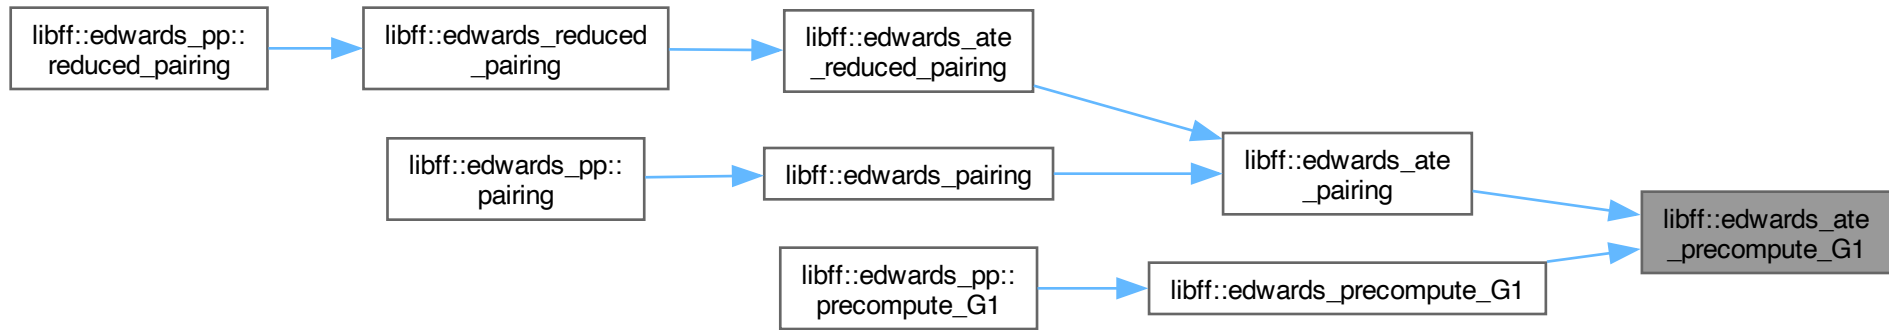 libff::edwards_pp::
reduced_pairing
libff::edwards_reduced
_pairing
libff::edwards_ate
_reduced_pairing
libff::edwards_pp::
pairing
libff::edwards_pairing
libff::edwards_ate
_pairing
libff::edwards_ate
_precompute_G1
libff::edwards_pp::
precompute_G1
libff::edwards_precompute_G1